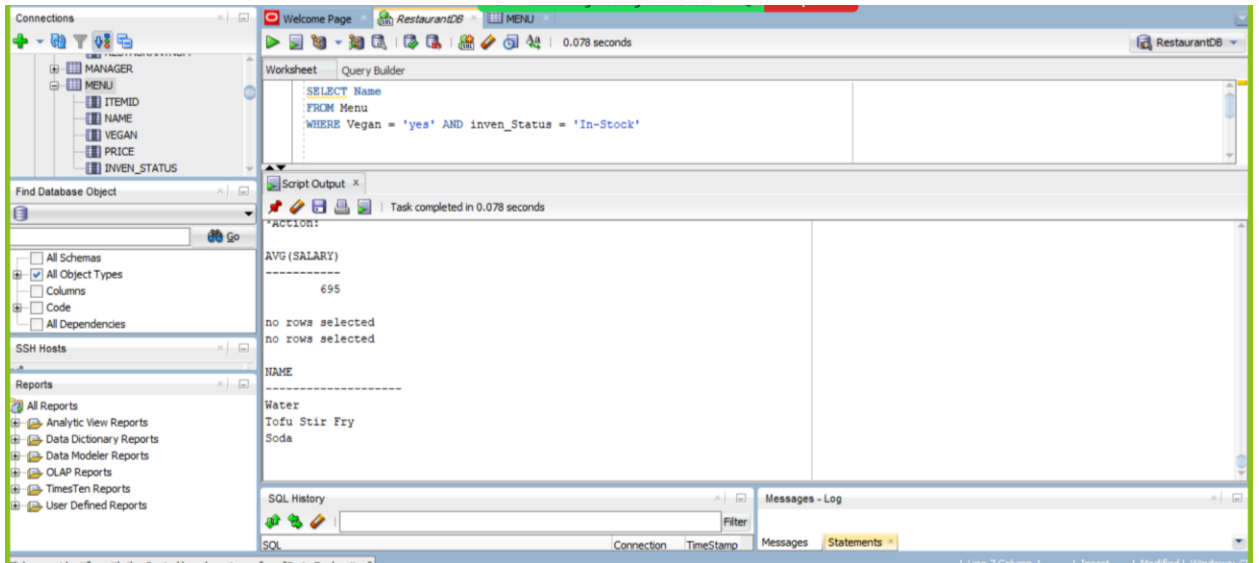 Connections
Welcome Page
RestaurantDB
MENU
0.078 seconds
RestaurantDB
MANAGER
MENU
ITEMID
NAME
VEGAN
PRICE
INVEN_STATUS
Worksheet
Query Builder
SELECT Name
FROM Menu
WHERE Vegan = 'yes' AND inven_Status = 'In-Stock'
Find Database Object
Go
All Schemas
All Object Types
Columns
Code
All Dependencies
SSH Hosts
Reports
All Reports
Analytic View Reports
Data Dictionary Reports
Data Modeler Reports
OLAP Reports
TimesTen Reports
User Defined Reports
Script Output
Task completed in 0.078 seconds
*Action:
AVG(SALARY)
-----------
695
no rows selected
no rows selected
NAME
--------------------
Water
Tofu Stir Fry
Soda
SQL History
Filter
SQL
Connection
TimeStamp
Messages - Log
Messages
Statements